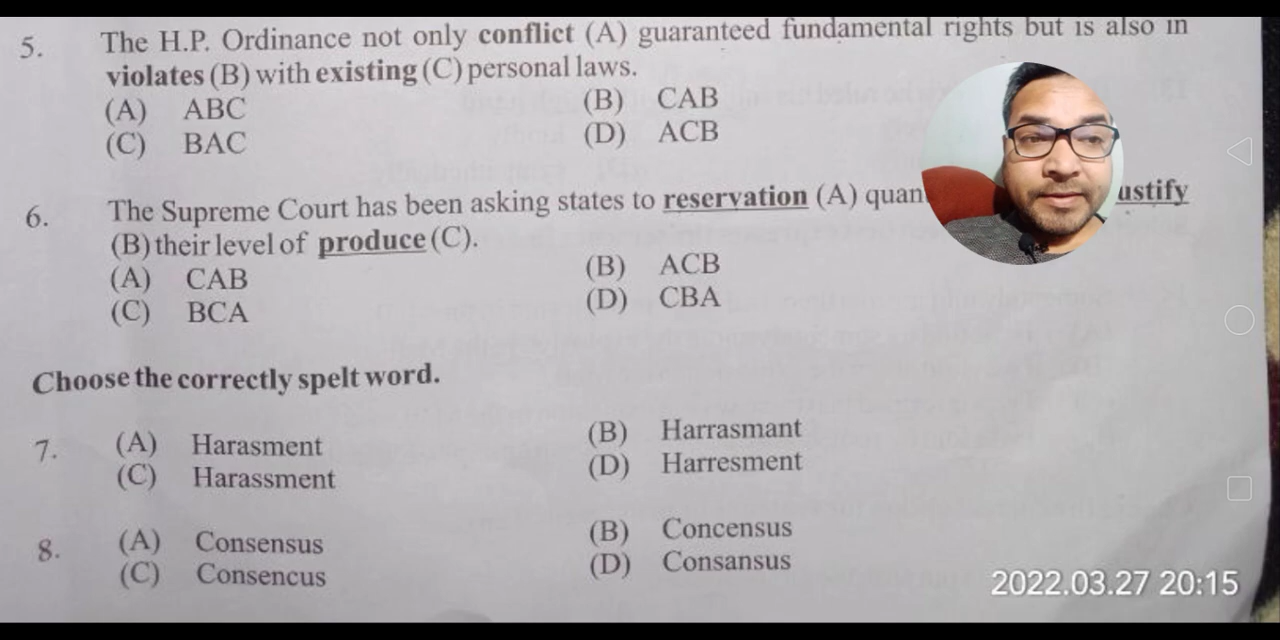 5. The H.P. Ordinance not only conflict (A) guaranteed fundamental rights but is also in
violates (B) with existing (C) personal laws.
(A) ABC (B) CAB
(C) BAC (D) ACB
6. The Supreme Court has been asking states to reservation (A)
(B) their level of produce (C).
(A) CAB (B) ACB
(C) BCA (D) CBA
Choose the correctly spelt word.
7. (A) Harasment (B) Harrasmant
(C) Harassment (D) Harresment
8. (A) Consensus (B) Concensus
(C) Consencus (D) Consansus
2022.03.27 20:15